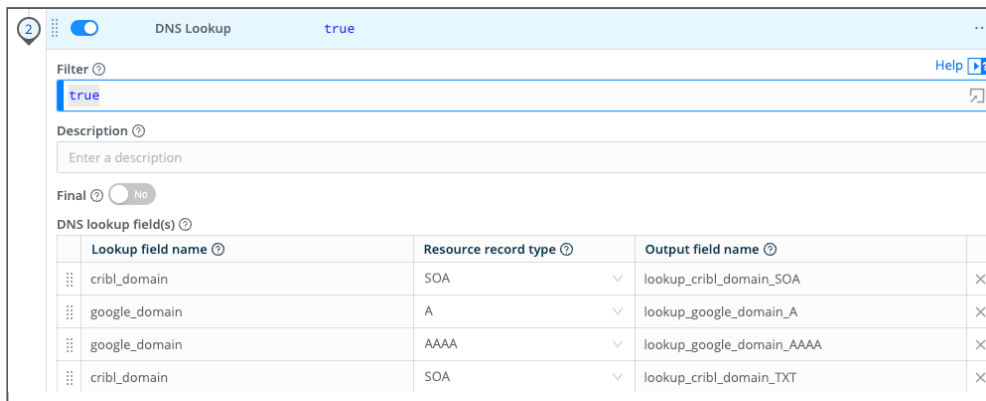 2 DNS Lookup true ...
Filter Help
true
Description
Enter a description
Final No
DNS lookup field(s)
Lookup field name Resource record type Output field name
cribl_domain SOA lookup_cribl_domain_SOA
google_domain A lookup_google_domain_A
google_domain AAAA lookup_google_domain_AAAA
cribl_domain SOA lookup_cribl_domain_TXT